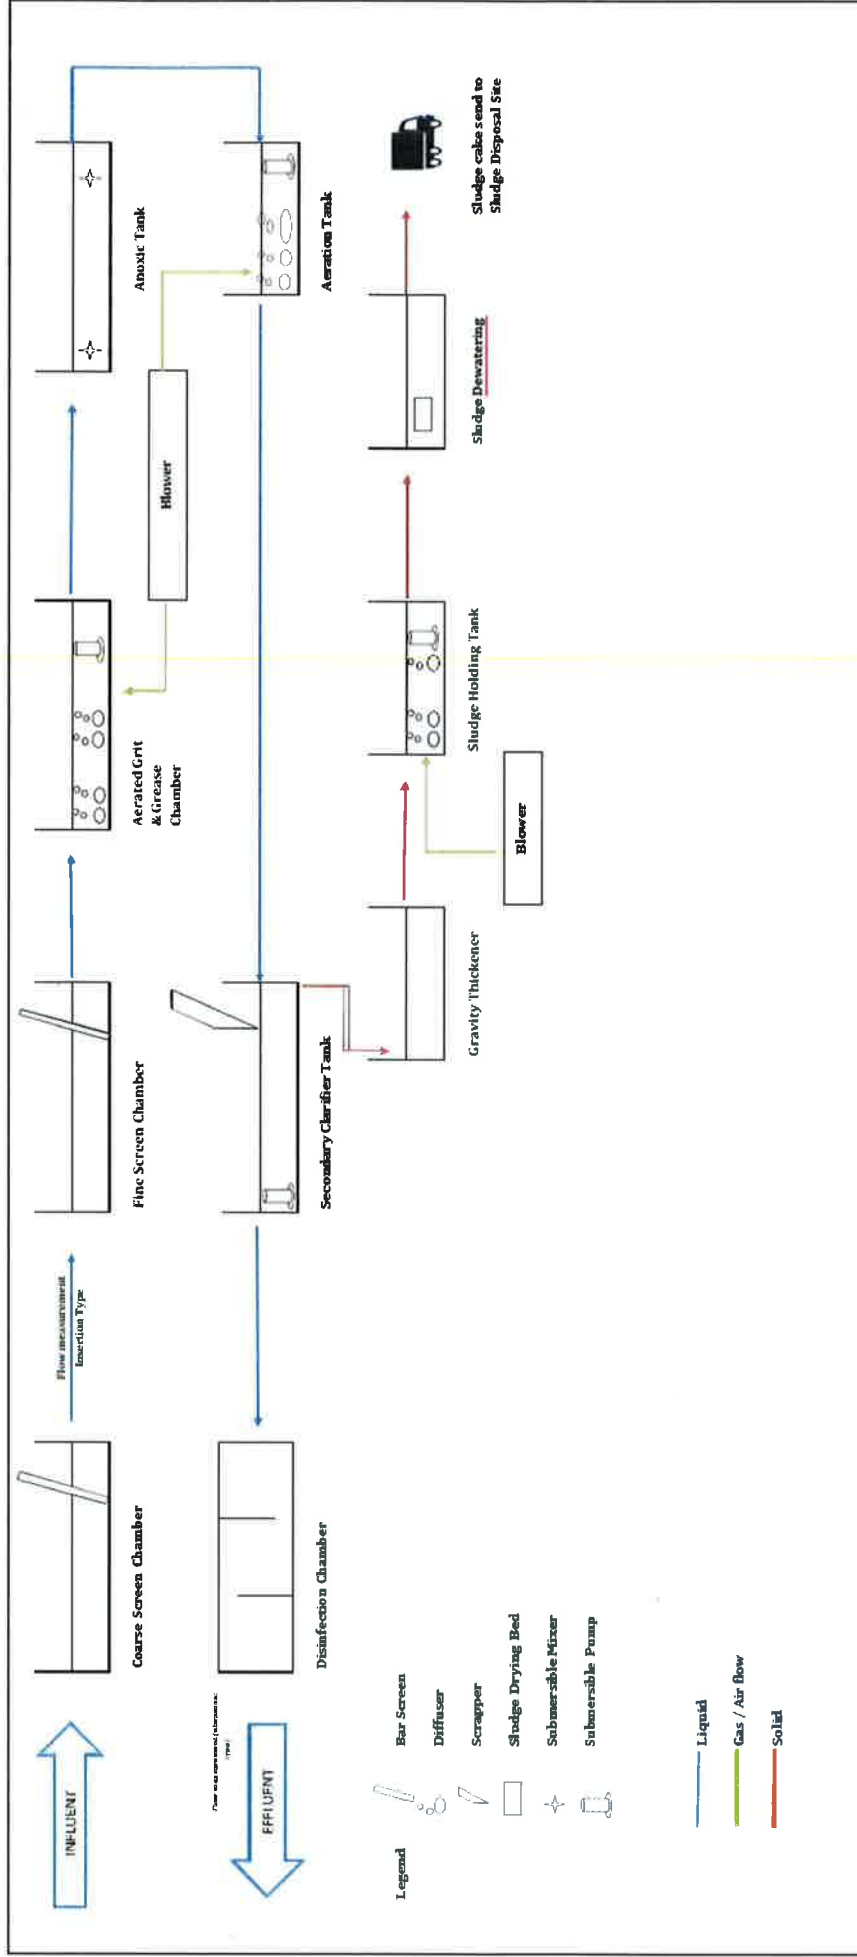 INFLUENT
Coarse Screen Chamber
Flow measurement
Insertion Type
Fine Screen Chamber
Aerated Grit
& Grease
Chamber
Anoxic Tank
Blower
EFFLUENT
Disinfection Chamber
Secondary Clarifier Tank
Aeration Tank
Gravity Thickener
Blower
Sludge Holding Tank
Sludge Dewatering
Sludge cake send to
Sludge Disposal Site
Legend
Bar Screen
Diffuser
Scrapper
Sludge Drying Bed
Submersible Mixer
Submersible Pump
Liquid
Gas / Air flow
Solid